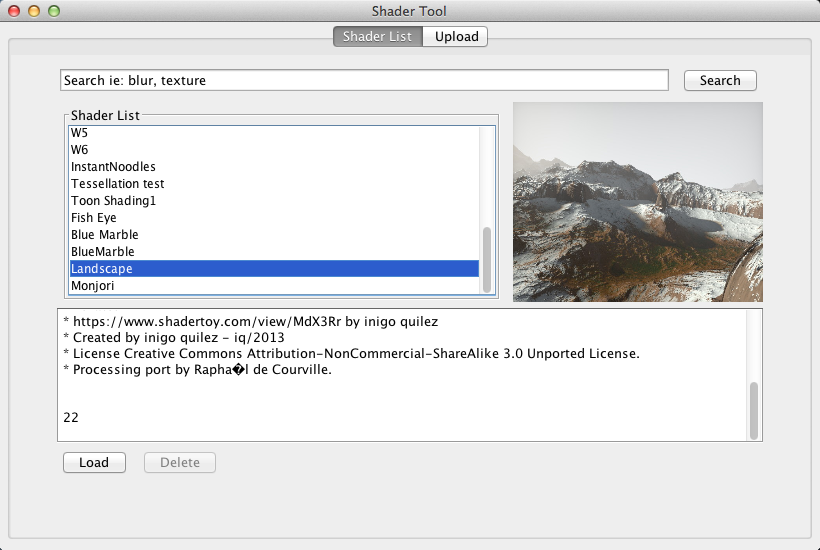 Shader Tool
Shader List Upload
Search ie: blur, texture Search
Shader List
W5
W6
InstantNoodles
Tessellation test
Toon Shading1
Fish Eye
Blue Marble
BlueMarble
Landscape
Monjori
* https://www.shadertoy.com/view/MdX3Rr by inigo quilez
* Created by inigo quilez - iq/2013
* License Creative Commons Attribution-NonCommercial-ShareAlike 3.0 Unported License.
* Processing port by Rapha�l de Courville.
22
Load Delete